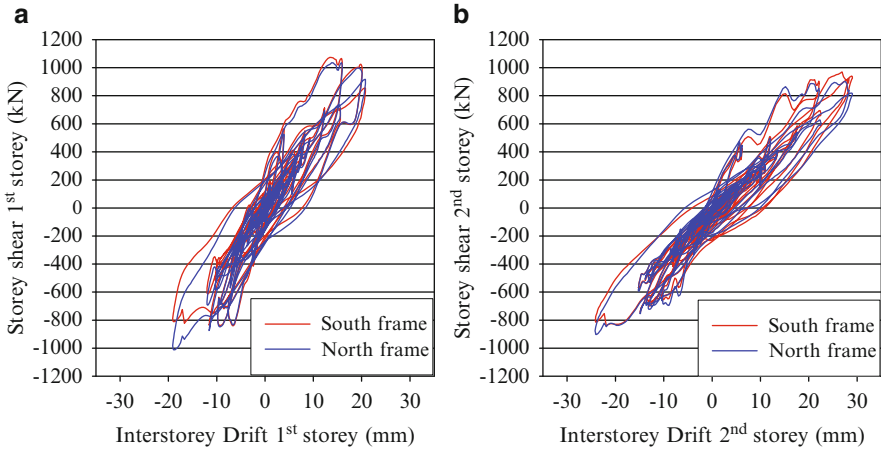 a
1200
1000
800
600
400
200
0
-200
-400
-600
-800
-1000
-1200
Storey shear 1st storey (kN)
South frame
North frame
-30 -20 -10 0 10 20 30
Interstorey Drift 1st storey (mm)
b
1200
1000
800
600
400
200
0
-200
-400
-600
-800
-1000
-1200
Storey shear 2nd storey (kN)
South frame
North frame
-30 -20 -10 0 10 20 30
Interstorey Drift 2nd storey (mm)